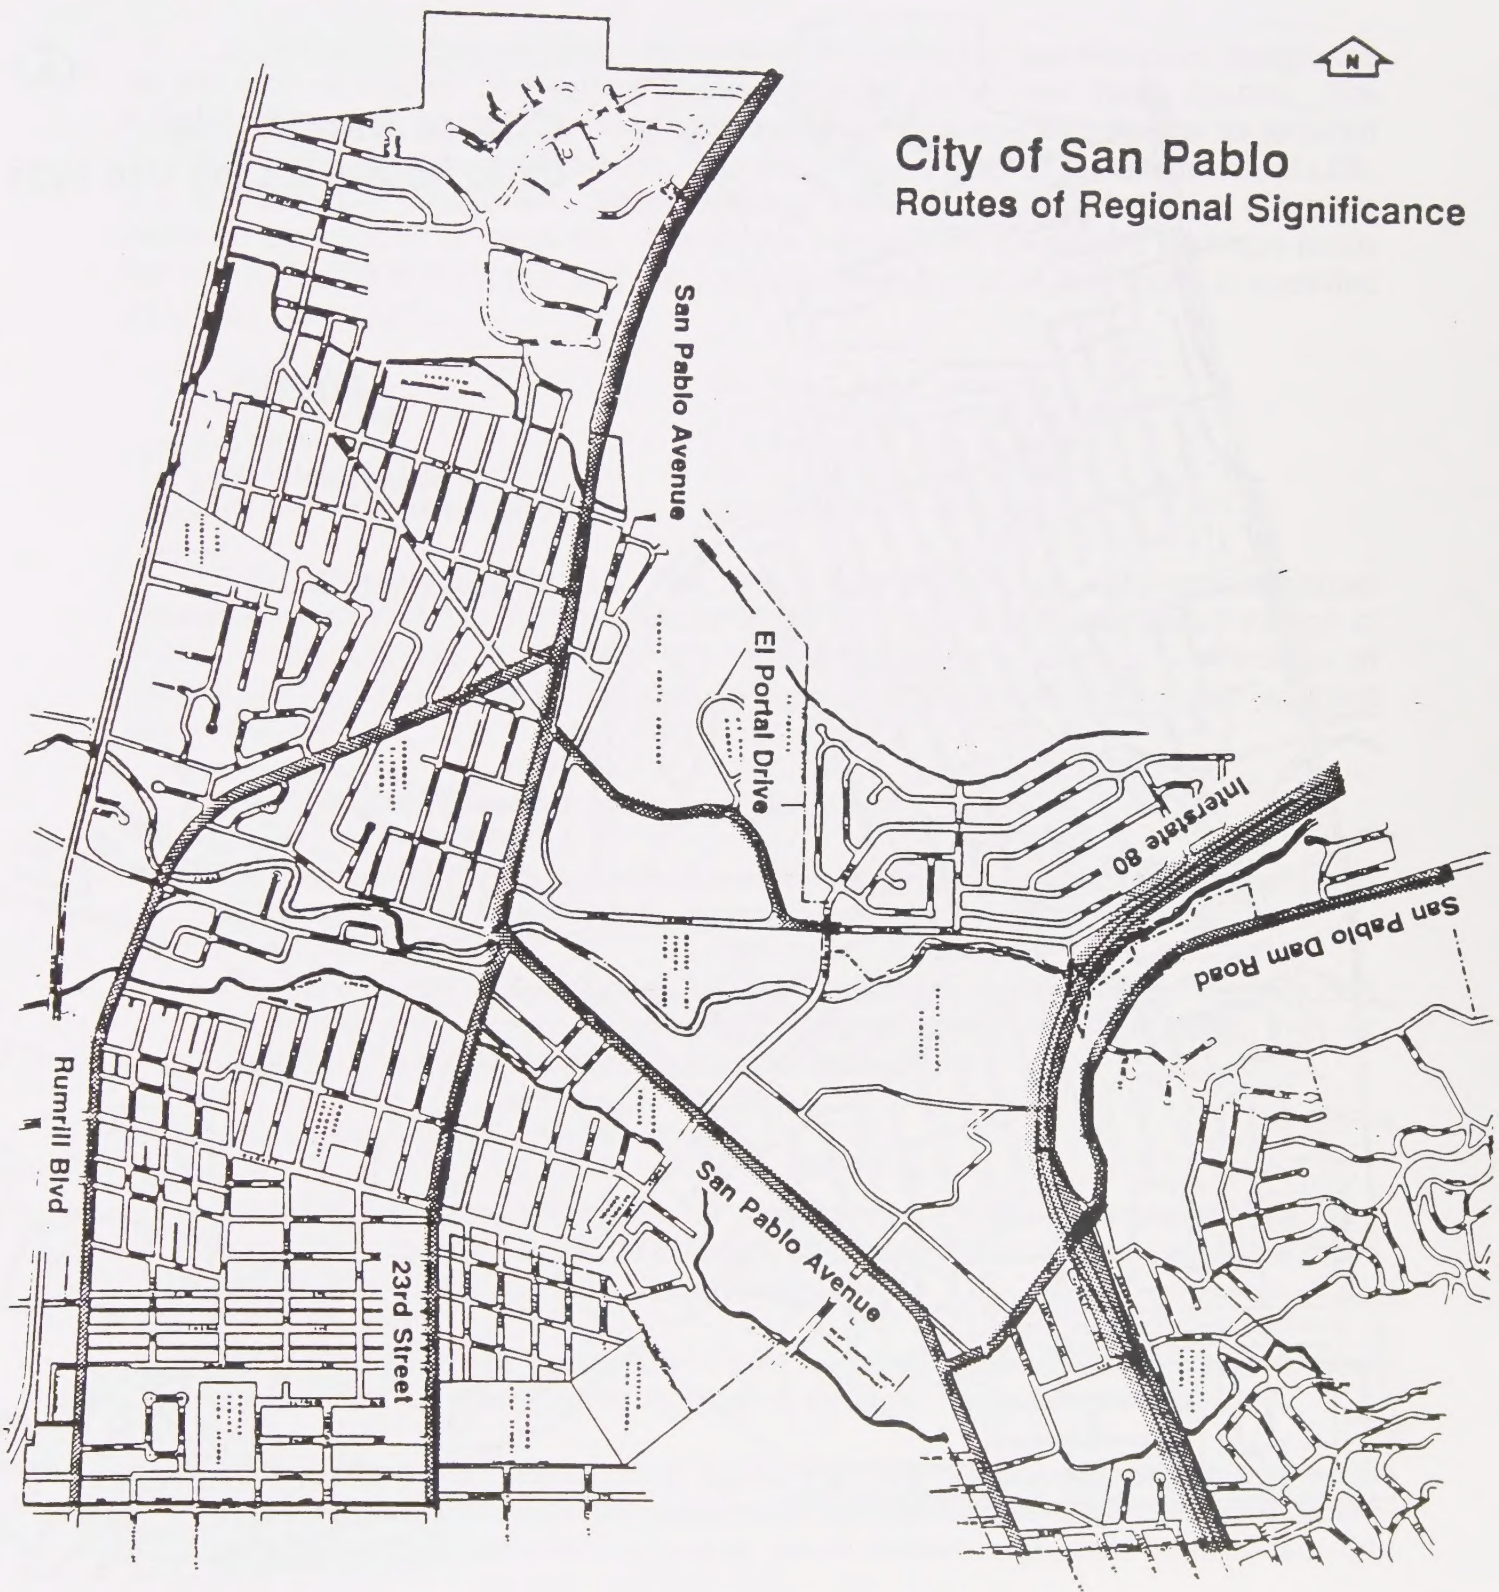 N
City of San Pablo
Routes of Regional Significance
San Pablo Avenue
El Portal Drive
Interstate 80
San Pablo Dam Road
Rumrill Blvd
San Pablo Avenue
23rd Street